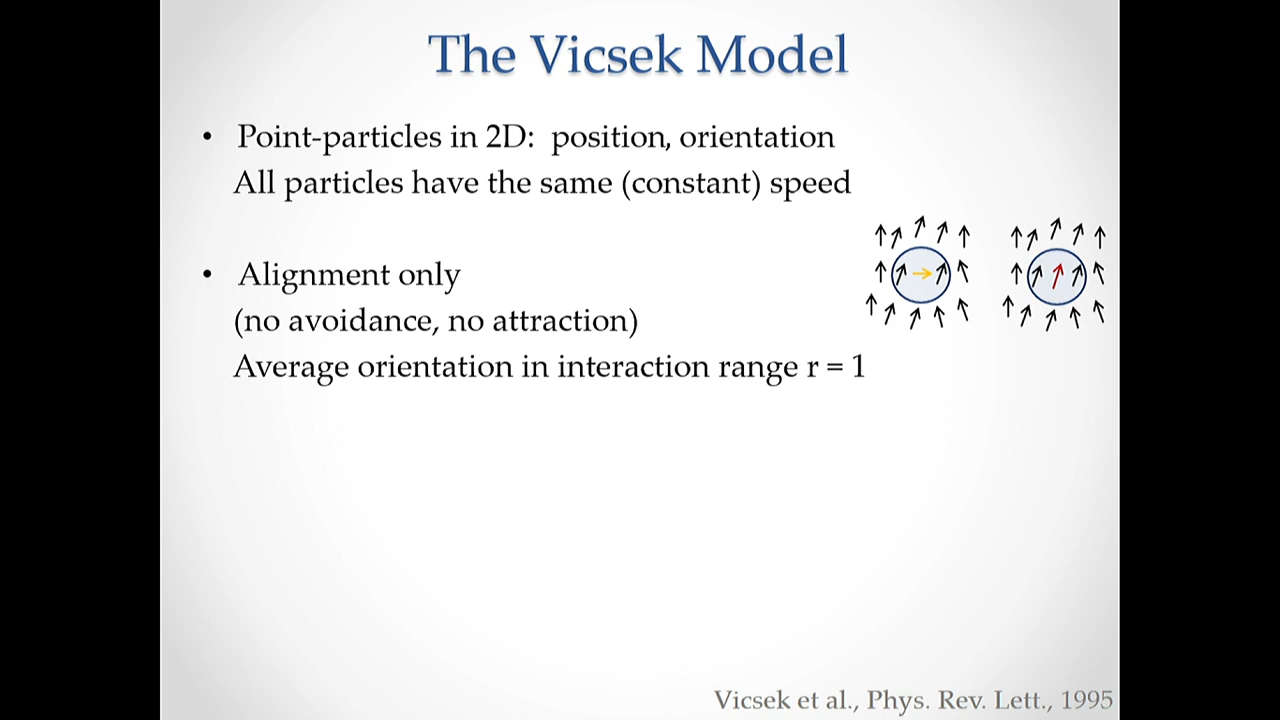 The Vicsek Model
• Point-particles in 2D: position, orientation
All particles have the same (constant) speed
• Alignment only
(no avoidance, no attraction)
Average orientation in interaction range r = 1
Vicsek et al., Phys. Rev. Lett., 1995